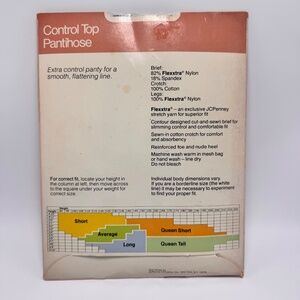 Control Top
Pantihose
Extra control panty for a
smooth, flattering line.
Brief:
82% Flexxtra® Nylon
18% Spandex
Crotch:
100% Cotton
Legs:
100% Flexxtra® Nylon
Flexxtra® – an exclusive JCPenney
stretch yarn for superior fit
Contour designed cut-and-sewn brief for
slimming control and comfortable fit
Sewn-in cotton crotch for comfort
and absorbency
Reinforced toe and nude heel
Machine wash warm in mesh bag
or hand wash – line dry
Do not bleach
For correct fit, locate your height in
the column at left, then move across
to the square under your weight for
correct size.
Individual body dimensions vary
If you are a borderline size (the white
line) it may be necessary to experiment
to find your proper fit.
Short
Average
Long
Queen Short
Queen Tall